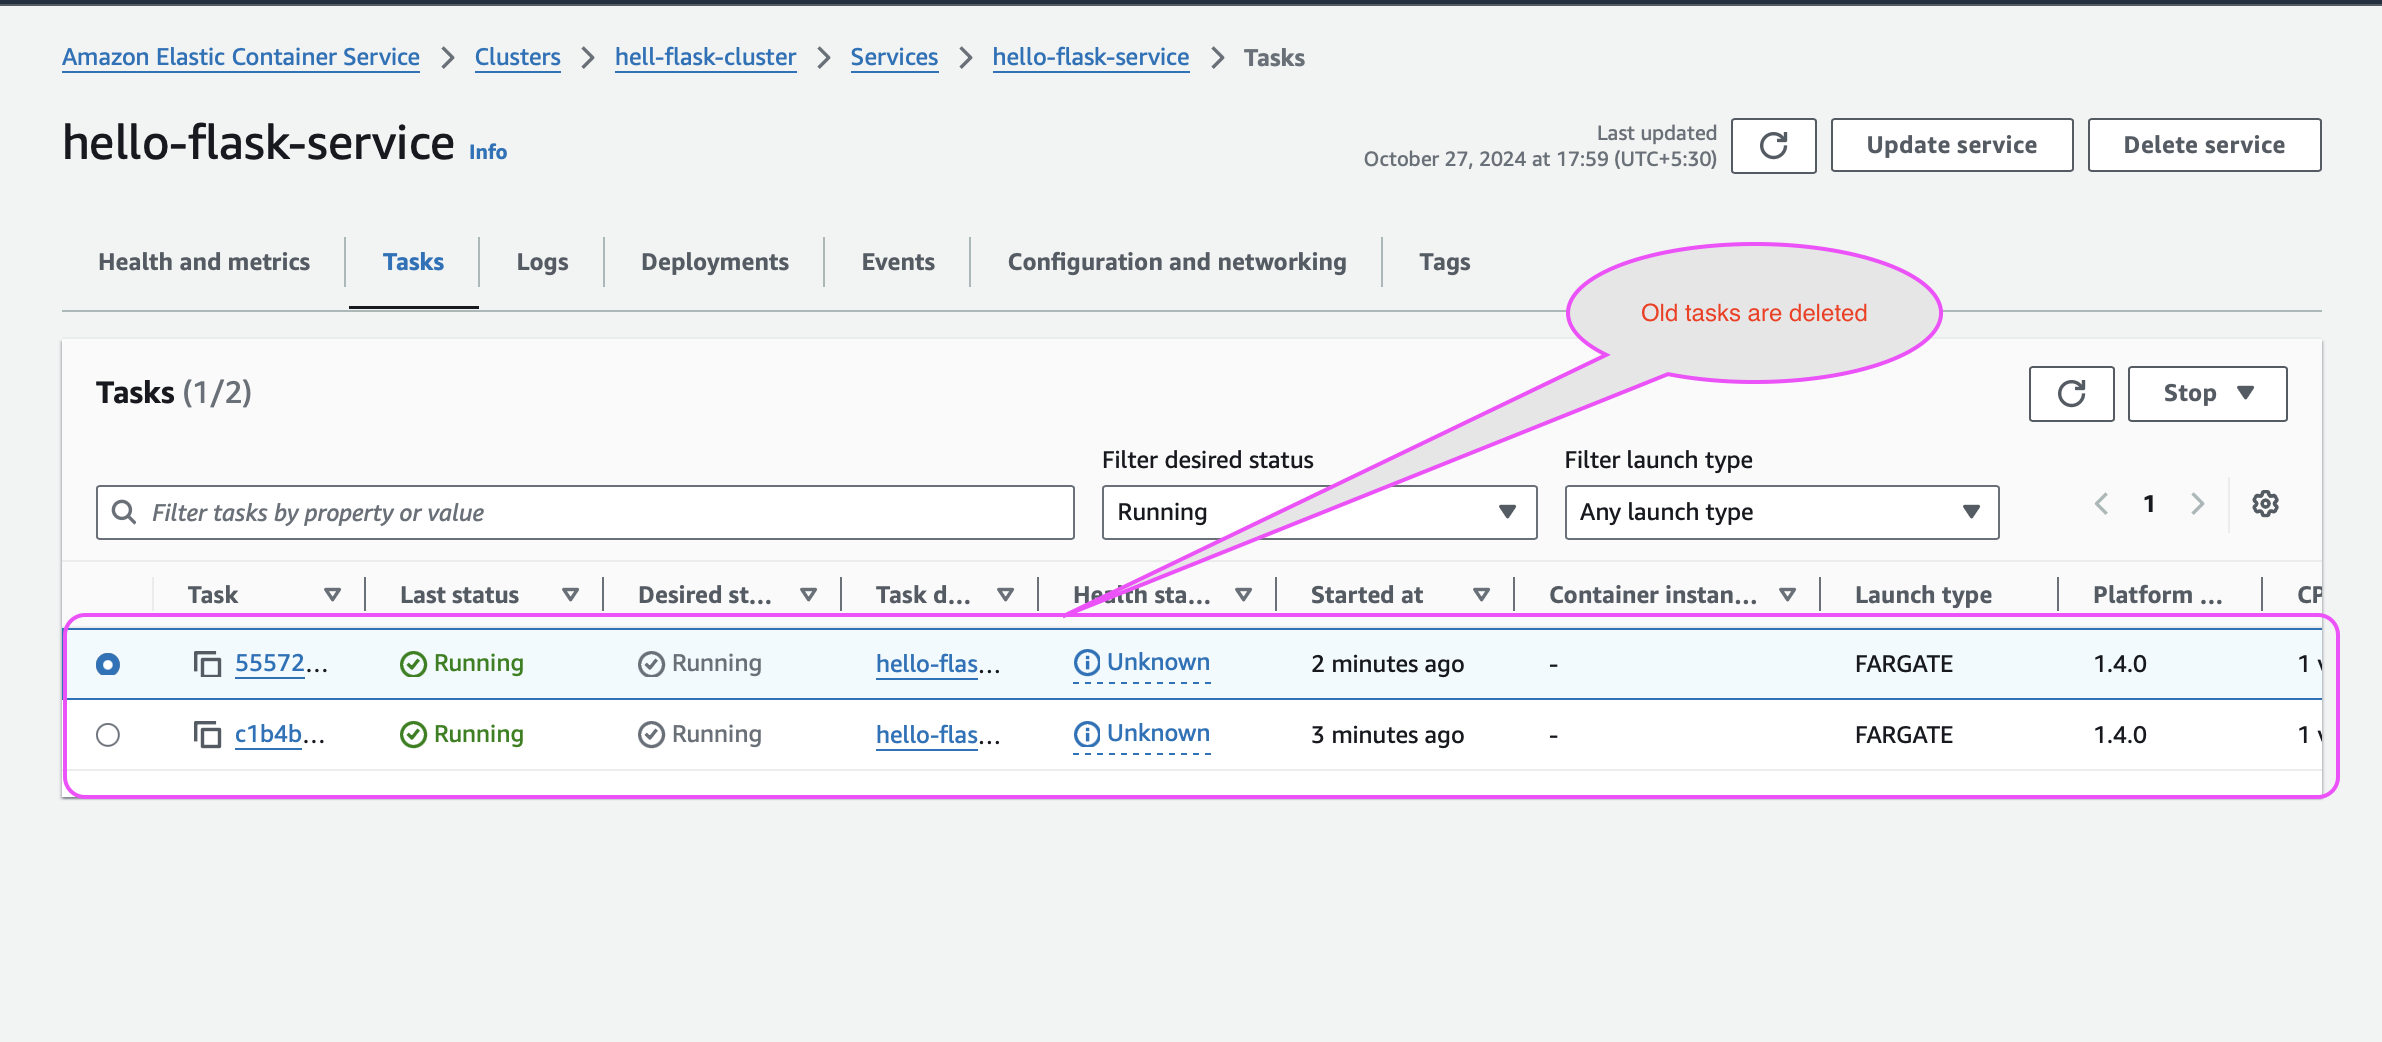 Amazon Elastic Container Service > Clusters > hell-flask-cluster > Services > hello-flask-service > Tasks
hello-flask-service Info
Last updated
October 27, 2024 at 17:59 (UTC+5:30)
Update service
Delete service
Health and metrics
Tasks
Logs
Deployments
Events
Configuration and networking
Tags
Old tasks are deleted
Tasks (1/2)
Stop
Filter desired status
Filter launch type
Filter tasks by property or value
Running
Any launch type
1
Task Last status Desired st... Task d... Health sta... Started at Container instan... Launch type Platform ... CP
55572... Running Running hello-flas... Unknown 2 minutes ago - FARGATE 1.4.0 1
c1b4b... Running Running hello-flas... Unknown 3 minutes ago - FARGATE 1.4.0 1